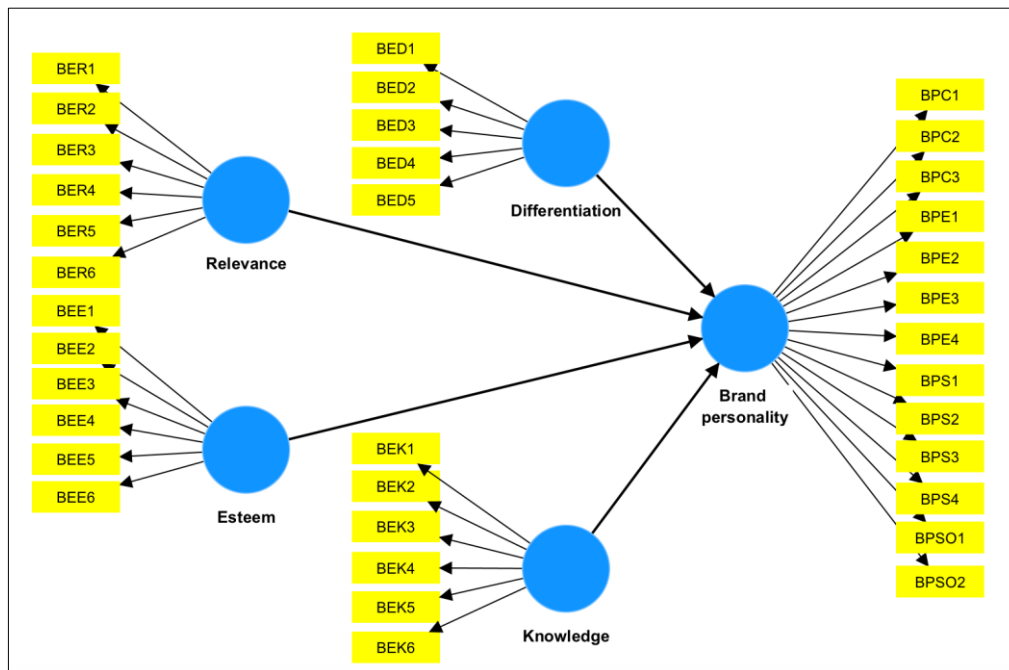 BER1
BER2
BER3
BER4
BER5
BER6
Relevance
BEE1
BEE2
BEE3
BEE4
BEE5
BEE6
Esteem
BED1
BED2
BED3
BED4
BED5
Differentiation
BEK1
BEK2
BEK3
BEK4
BEK5
BEK6
Knowledge
Brand
personality
BPC1
BPC2
BPC3
BPE1
BPE2
BPE3
BPE4
BPS1
BPS2
BPS3
BPS4
BPSO1
BPSO2